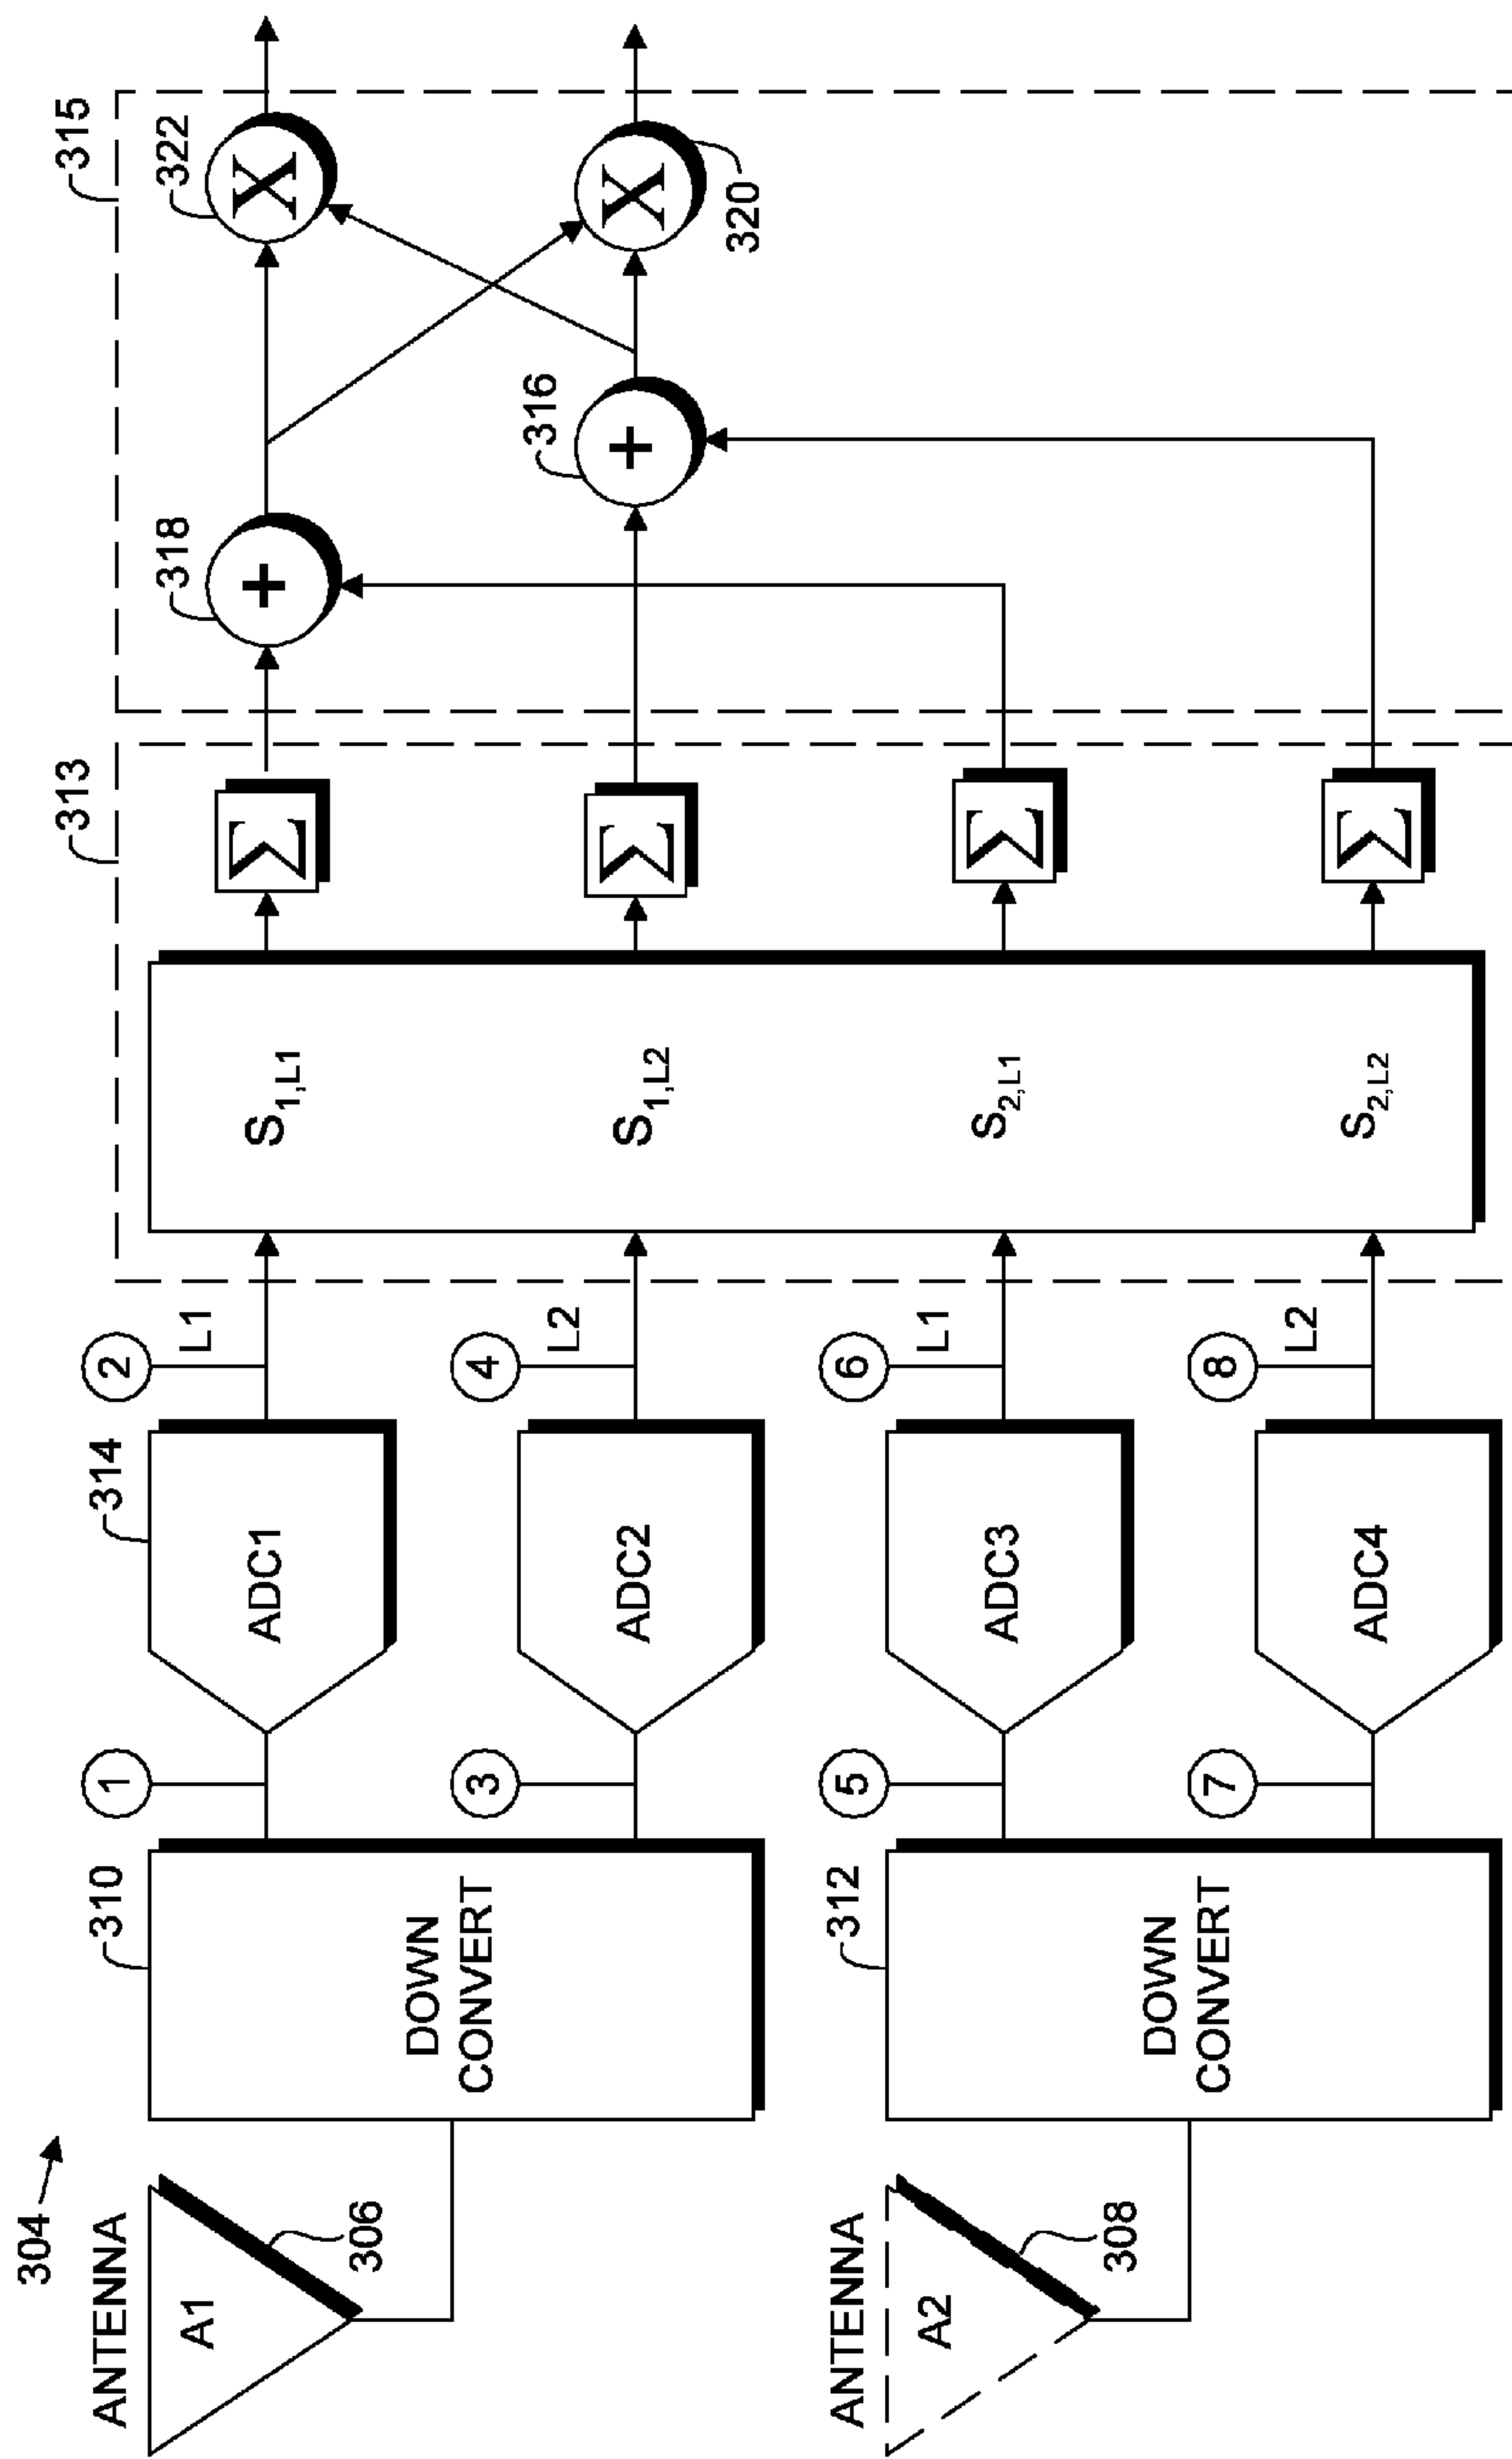 304
ANTENNA
A1
306
310
DOWN
CONVERT
1
3
314
ADC1
ADC2
2
L1
4
L2
ANTENNA
A2
308
312
DOWN
CONVERT
5
7
ADC3
ADC4
6
L1
8
L2
313
S1,L1
S1,L2
S2,L1
S2,L2
Σ
Σ
Σ
Σ
315
318
+
316
+
322
X
320
X